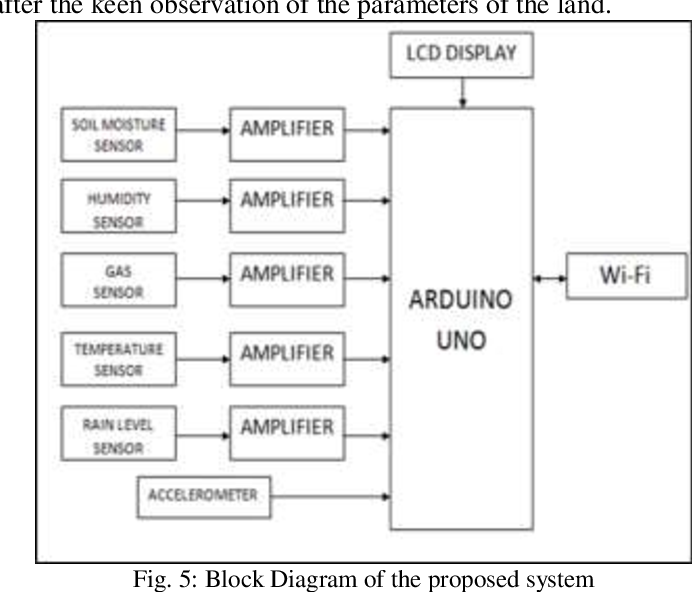 after the keen observation of the parameters of the land.
LCD DISPLAY
SOIL MOISTURE
SENSOR
AMPLIFIER
HUMIDITY
SENSOR
AMPLIFIER
GAS
SENSOR
AMPLIFIER
TEMPERATURE
SENSOR
AMPLIFIER
RAIN LEVEL
SENSOR
AMPLIFIER
ACCELEROMETER
ARDUINO
UNO
Wi-Fi
Fig. 5: Block Diagram of the proposed system